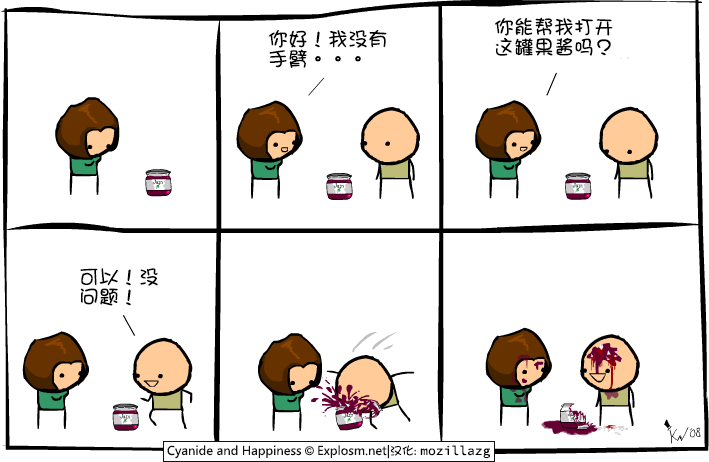 你好！我没有
手臂。。。
你能帮我打开
这罐果酱吗？
可以！没
问题！
Cyanide and Happiness © Explosm.net|汉化: mozillazg